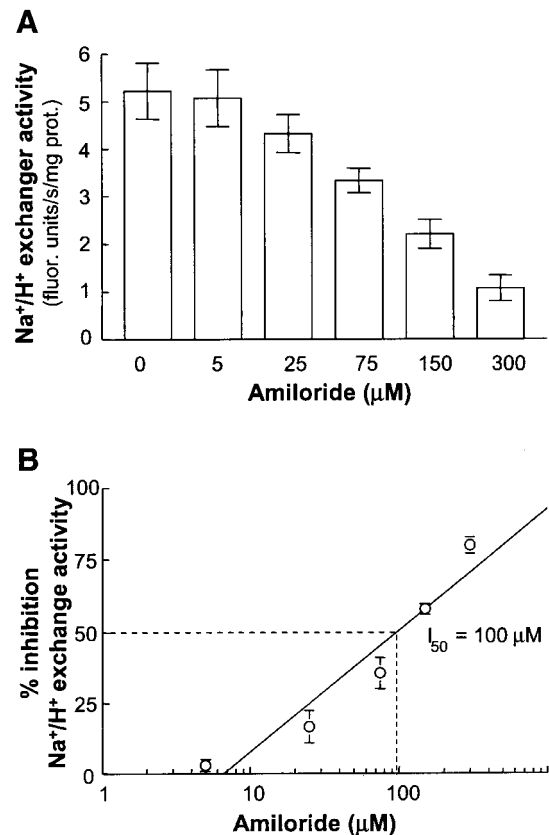 A
Na⁺/H⁺ exchanger activity
(fluor. units/s/mg prot.)
6
5
4
3
2
1
0
0 5 25 75 150 300
Amiloride (μM)
B
% inhibition
Na⁺/H⁺ exchange activity
100
75
50
25
0
I₅₀ = 100 μM
1 10 100
Amiloride (μM)